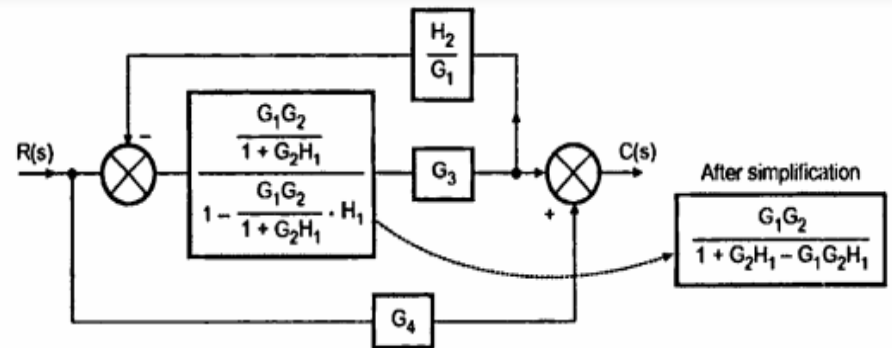 H₂
G₁
R(s)
−
G₁G₂
1 + G₂H₁
1 − G₁G₂ · H₁
1 + G₂H₁
G₃
+
C(s)
After simplification
G₁G₂
1 + G₂H₁ − G₁G₂H₁
G₄